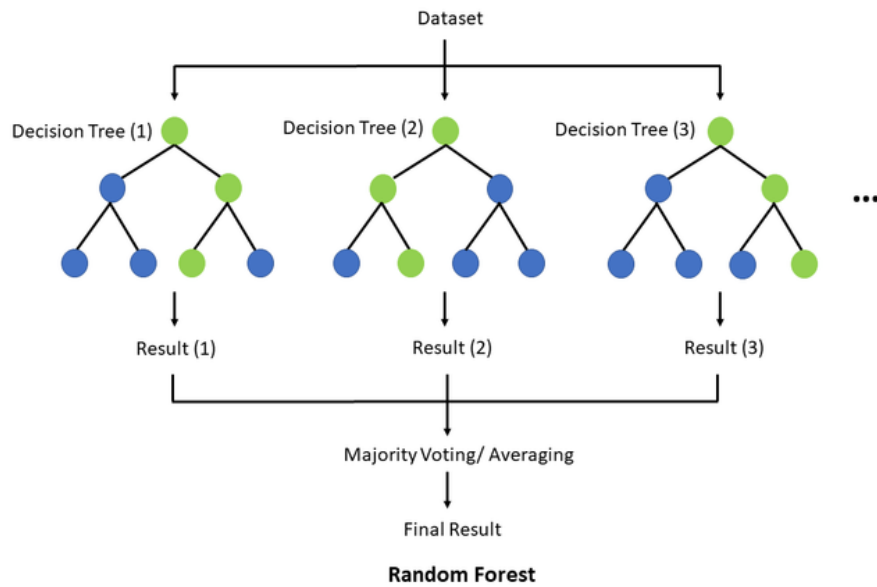 Dataset
Decision Tree (1)
Decision Tree (2)
Decision Tree (3)
...
Result (1)
Result (2)
Result (3)
Majority Voting/ Averaging
Final Result
Random Forest